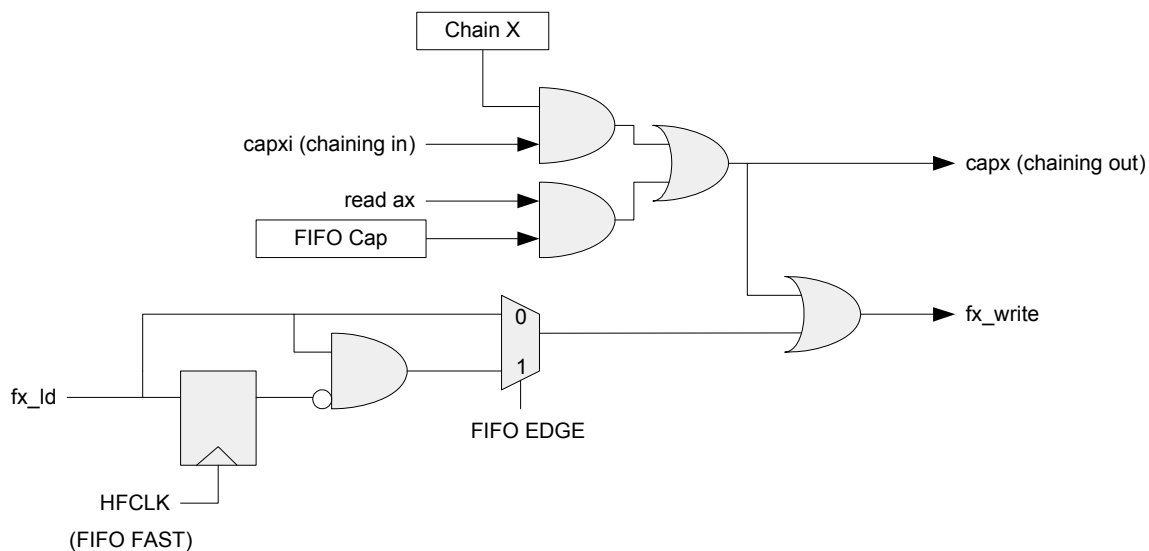 Chain X
capxi (chaining in)
capx (chaining out)
read ax
FIFO Cap
0
fx_write
1
fx_ld
FIFO EDGE
HFCLK
(FIFO FAST)